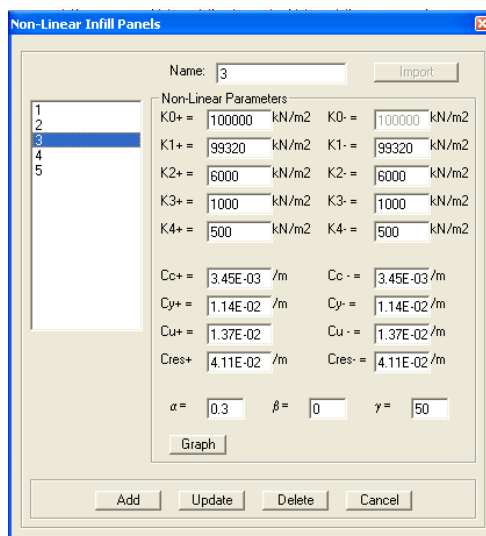 Non-Linear Infill Panels
Name: 3 Import
1
2
3
4
5
Non-Linear Parameters
K0+ = 100000 kN/m2 K0- = 100000 kN/m2
K1+ = 99320 kN/m2 K1- = 99320 kN/m2
K2+ = 6000 kN/m2 K2- = 6000 kN/m2
K3+ = 1000 kN/m2 K3- = 1000 kN/m2
K4+ = 500 kN/m2 K4- = 500 kN/m2
Cc+ = 3.45E-03 /m Cc - = 3.45E-03 /m
Cy+ = 1.14E-02 /m Cy- = 1.14E-02 /m
Cu+ = 1.37E-02 Cu - = 1.37E-02 /m
Cres+ 4.11E-02 /m Cres- = 4.11E-02 /m
α = 0.3 β = 0 γ = 50
Graph
Add Update Delete Cancel